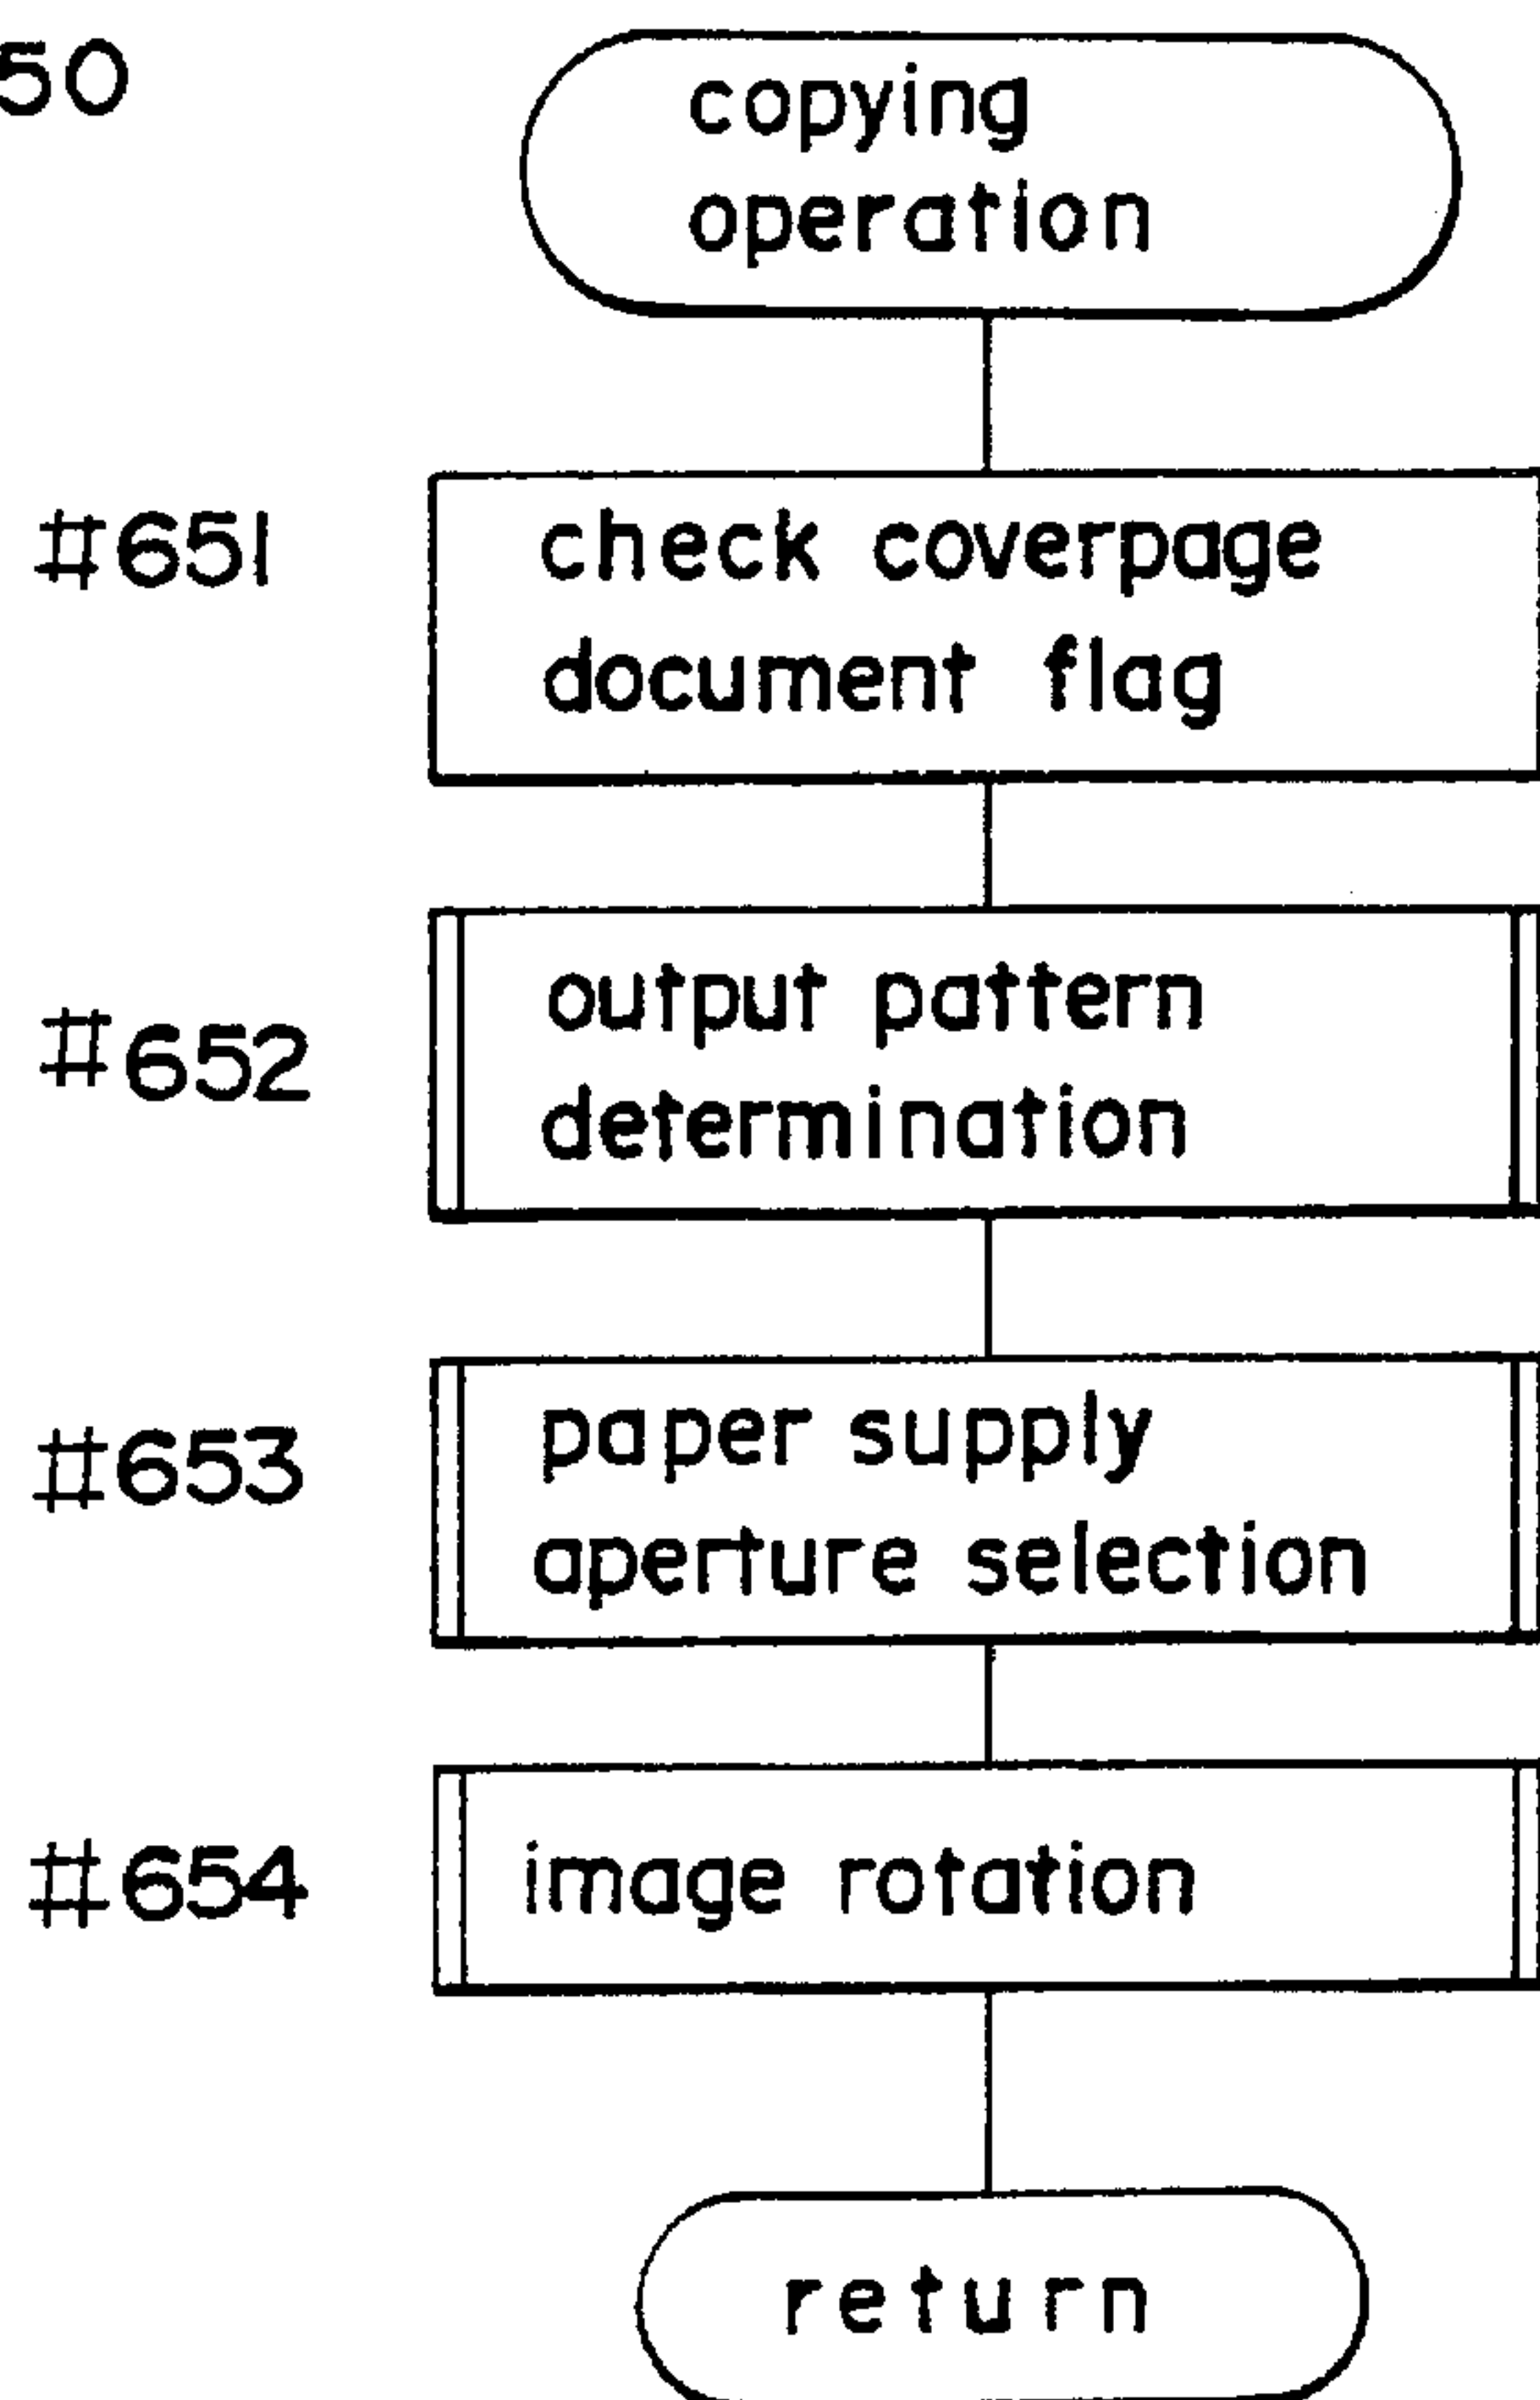 50
copying
operation
#651
check coverpage
document flag
#652
output pattern
determination
#653
paper supply
aperture selection
#654
image rotation
return